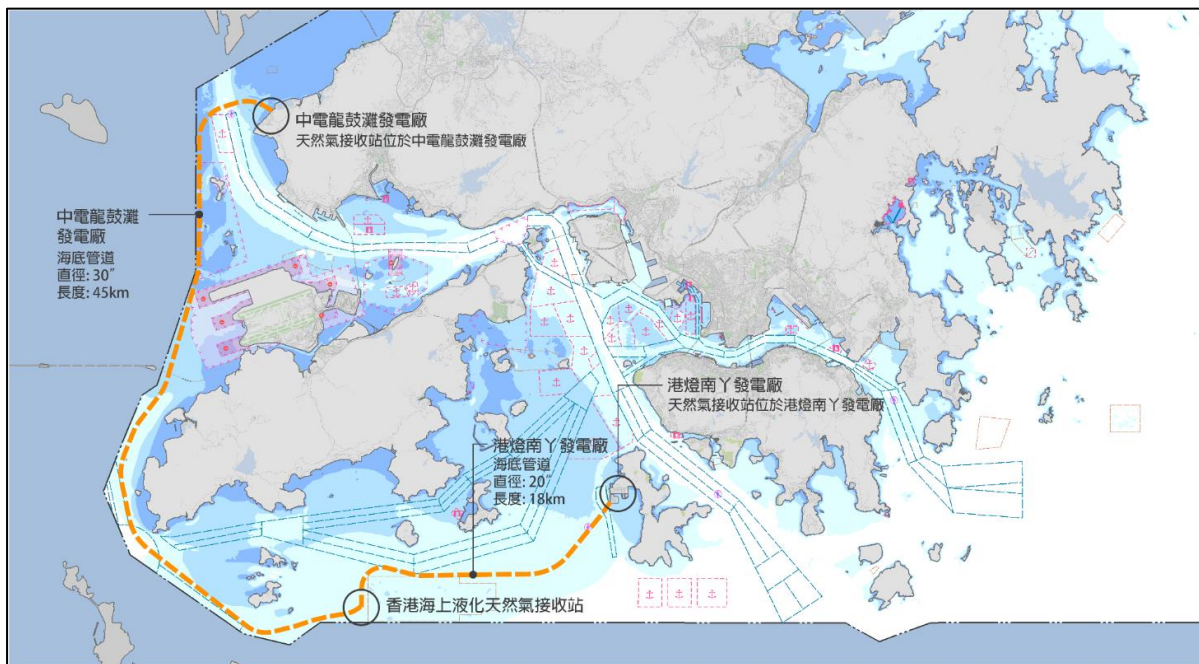 中電龍鼓灘發電廠
天然氣接收站位於中電龍鼓灘發電廠
中電龍鼓灘
發電廠
海底管道
直徑: 30"
長度: 45km
港燈南丫發電廠
天然氣接收站位於港燈南丫發電廠
港燈南丫發電廠
海底管道
直徑: 20"
長度: 18km
香港海上液化天然氣接收站